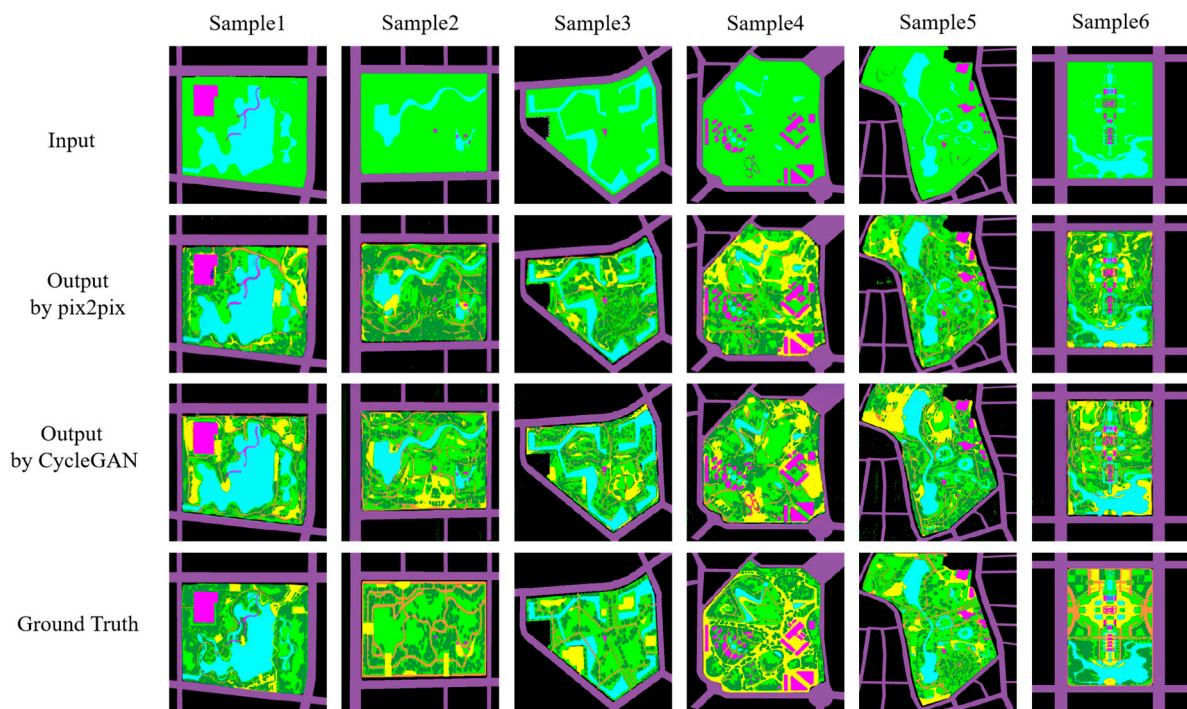 Sample1 Sample2 Sample3 Sample4 Sample5 Sample6
Input
Output
by pix2pix
Output
by CycleGAN
Ground Truth